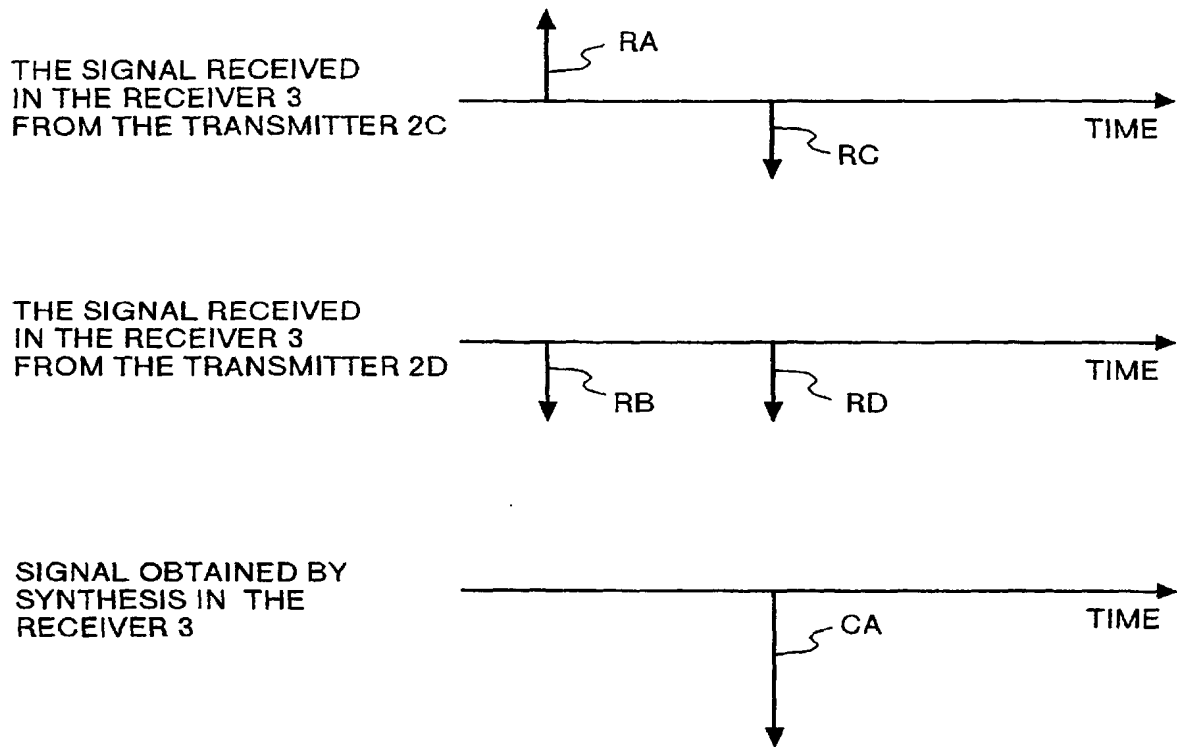 RA
THE SIGNAL RECEIVED
IN THE RECEIVER 3
FROM THE TRANSMITTER 2C
TIME
RC
THE SIGNAL RECEIVED
IN THE RECEIVER 3
FROM THE TRANSMITTER 2D
TIME
RB
RD
SIGNAL OBTAINED BY
SYNTHESIS IN THE
RECEIVER 3
TIME
CA